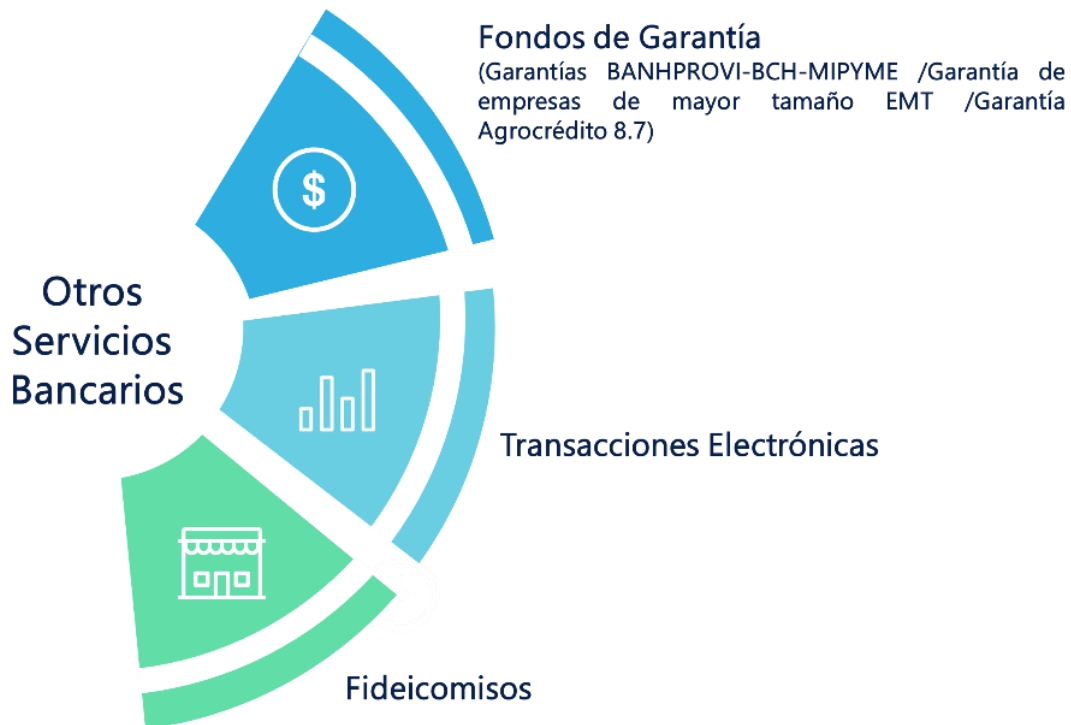 Fondos de Garantía
(Garantías BANHPROVI-BCH-MIPYME /Garantía de
empresas de mayor tamaño EMT /Garantía
Agrocrédito 8.7)
$
Otros
Servicios
Bancarios
Transacciones Electrónicas
Fideicomisos